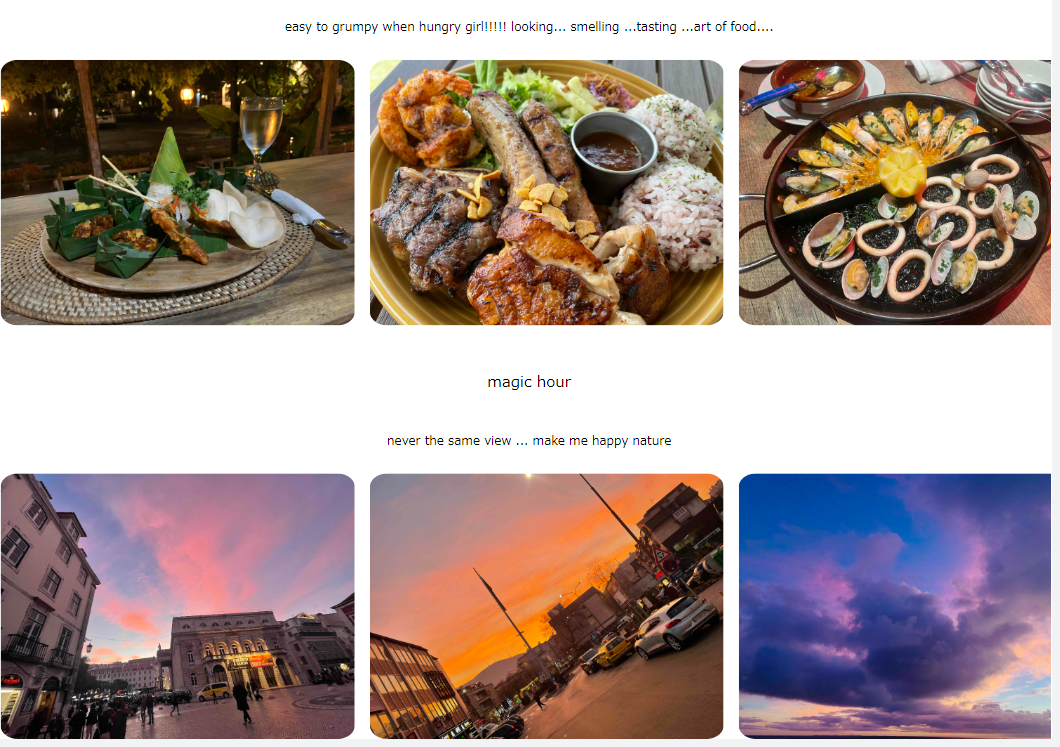 easy to grumpy when hungry girl!!!!! looking... smelling ...tasting ...art of food....
magic hour
never the same view ... make me happy nature